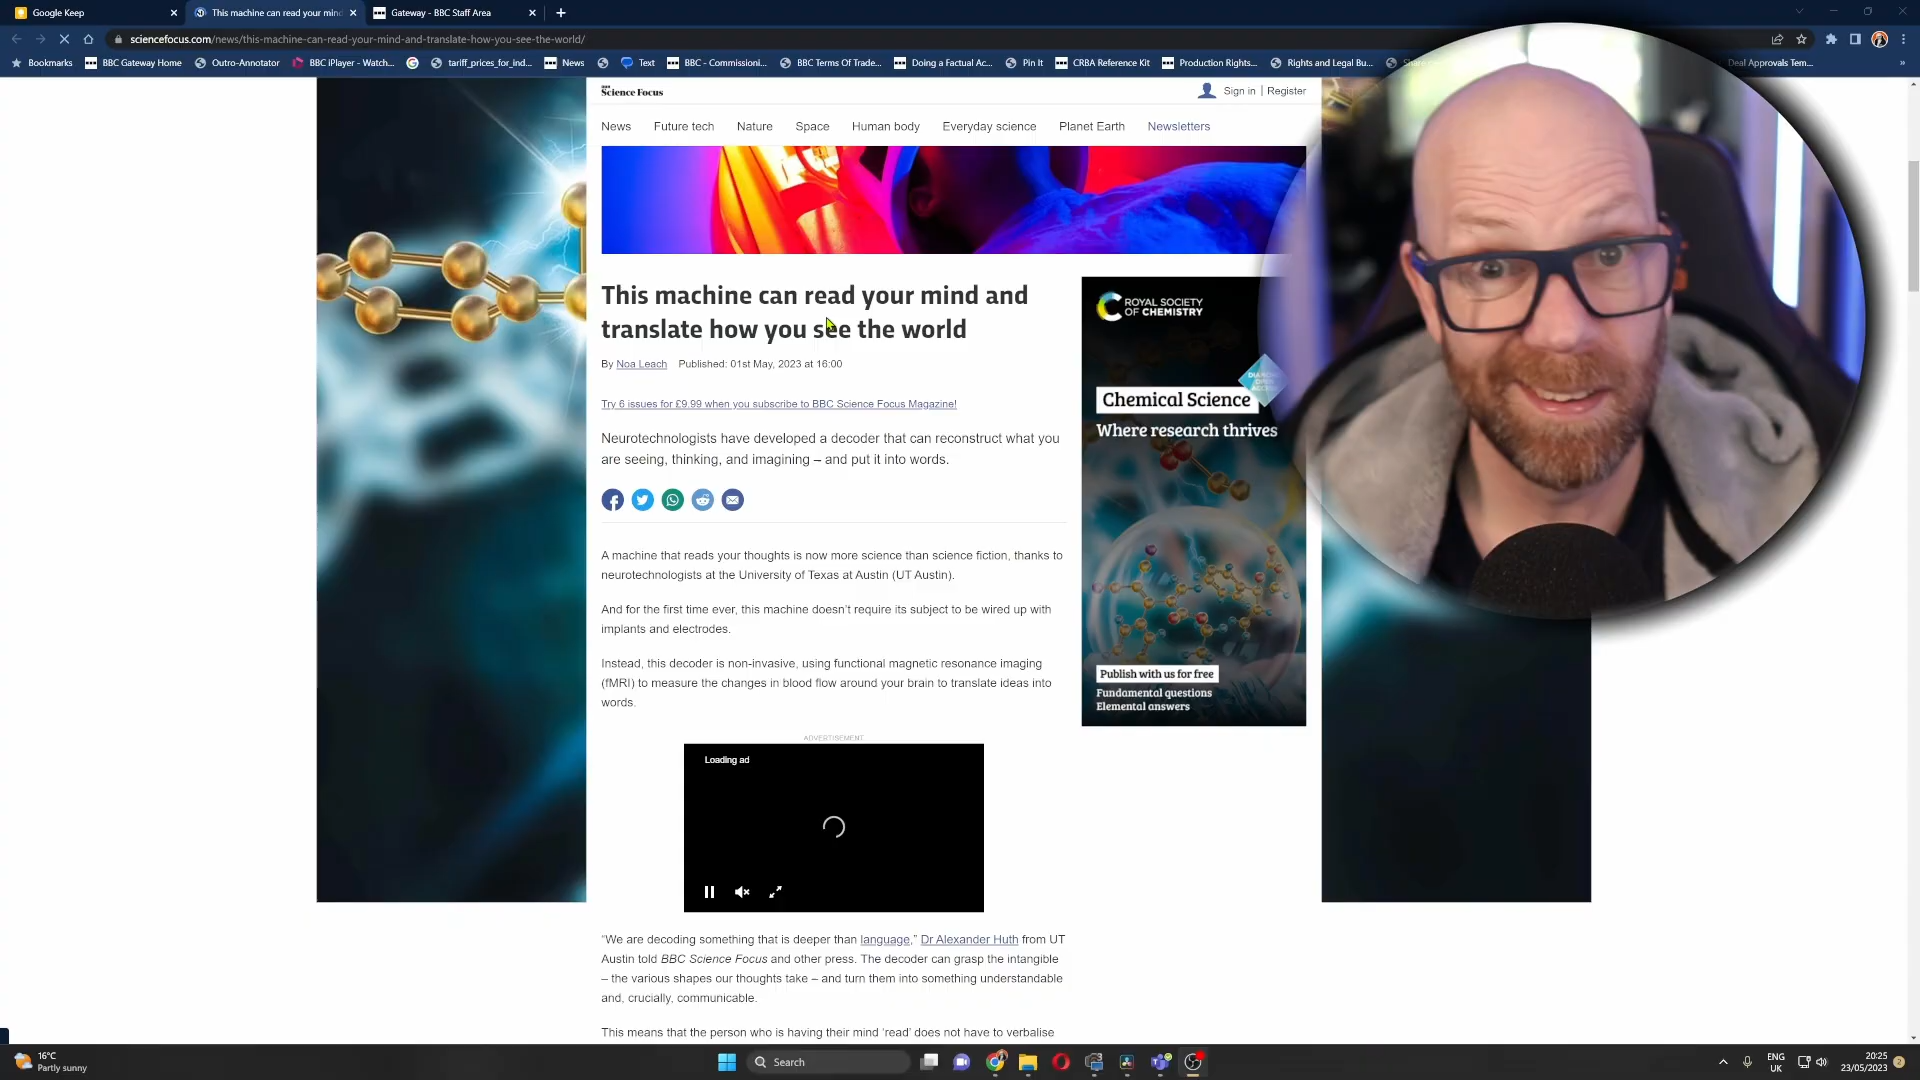 Google Keep
This machine can read your mind
Gateway - BBC Staff Area
sciencefocus.com/news/this-machine-can-read-your-mind-and-translate-how-you-see-the-world/
Bookmarks
BBC Gateway Home
Outro-Annotator
BBC iPlayer - Watch...
tariff_prices_for_ind...
News
Text
BBC - Commissioni...
BBC Terms Of Trade...
Doing a Factual Ac...
Pin It
CRBA Reference Kit
Production Rights...
Rights and Legal Bu...
Deal Approvals Tem...
»
BBC
Science Focus
Sign in | Register
News
Future tech
Nature
Space
Human body
Everyday science
Planet Earth
Newsletters
This machine can read your mind and
translate how you see the world
By Noa Leach Published: 01st May, 2023 at 16:00
Try 6 issues for £9.99 when you subscribe to BBC Science Focus Magazine!
Neurotechnologists have developed a decoder that can reconstruct what you
are seeing, thinking, and imagining – and put it into words.
A machine that reads your thoughts is now more science than science fiction, thanks to
neurotechnologists at the University of Texas at Austin (UT Austin).
And for the first time ever, this machine doesn't require its subject to be wired up with
implants and electrodes.
Instead, this decoder is non-invasive, using functional magnetic resonance imaging
(fMRI) to measure the changes in blood flow around your brain to translate ideas into
words.
ADVERTISEMENT
Loading ad
“We are decoding something that is deeper than language,” Dr Alexander Huth from UT
Austin told BBC Science Focus and other press. The decoder can grasp the intangible
– the various shapes our thoughts take – and turn them into something understandable
and, crucially, communicable.
This means that the person who is having their mind ‘read’ does not have to verbalise
ROYAL SOCIETY
OF CHEMISTRY
Chemical Science
Where research thrives
Publish with us for free
Fundamental questions
Elemental answers
16°C
Partly sunny
Search
ENG
UK
20:25
23/05/2023
2